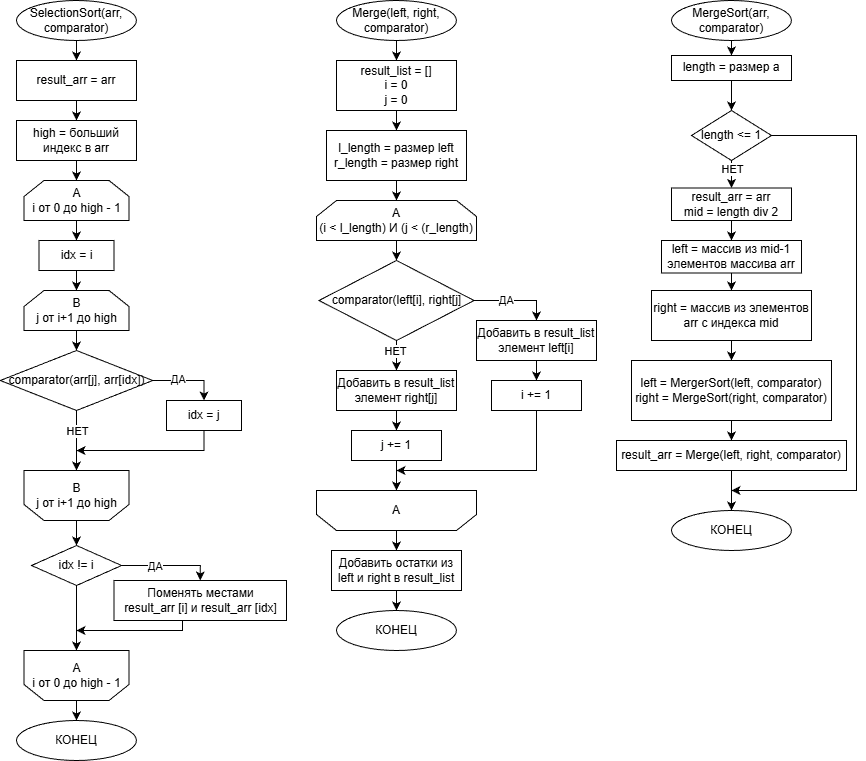 SelectionSort(arr,
comparator)
result_arr = arr
high = больший
индекс в arr
A
i от 0 до high - 1
idx = i
B
j от i+1 до high
comparator(arr[j], arr[idx])
ДА
idx = j
НЕТ
B
j от i+1 до high
idx != i
ДА
Поменять местами
result_arr [i] и result_arr [idx]
A
i от 0 до high - 1
КОНЕЦ
Merge(left, right,
comparator)
result_list = []
i = 0
j = 0
l_length = размер left
r_length = размер right
A
(i < l_length) И (j < (r_length)
comparator(left[i], right[j]
ДА
Добавить в result_list
элемент left[i]
i += 1
НЕТ
Добавить в result_list
элемент right[j]
j += 1
A
Добавить остатки из
left и right в result_list
КОНЕЦ
MergeSort(arr,
comparator)
length = размер a
length <= 1
НЕТ
result_arr = arr
mid = length div 2
left = массив из mid-1
элементов массива arr
right = массив из элементов
arr с индекса mid
left = MergerSort(left, comparator)
right = MergeSort(right, comparator)
result_arr = Merge(left, right, comparator)
КОНЕЦ